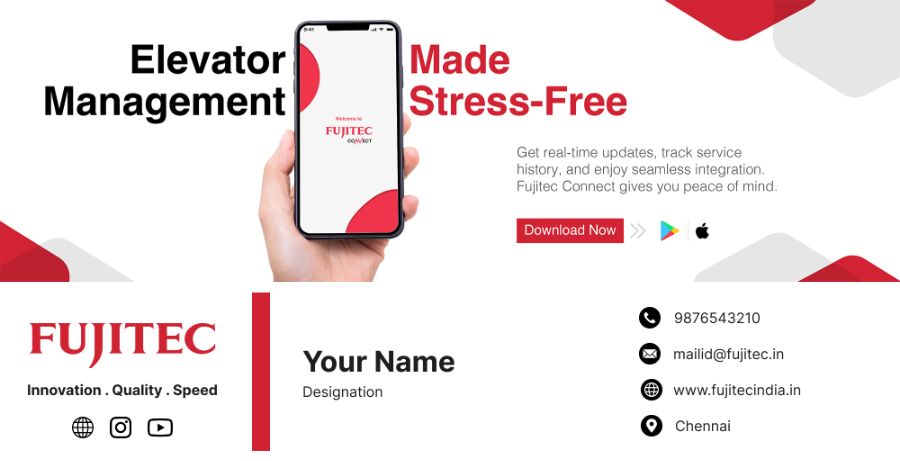 Elevator
Management
Made
Stress-Free
9:41
Welcome to
FUJITEC
CONNECT
Get real-time updates, track service
history, and enjoy seamless integration.
Fujitec Connect gives you peace of mind.
Download Now
FUJITEC
Innovation . Quality . Speed
Your Name
Designation
9876543210
mailid@fujitec.in
www.fujitecindia.in
Chennai